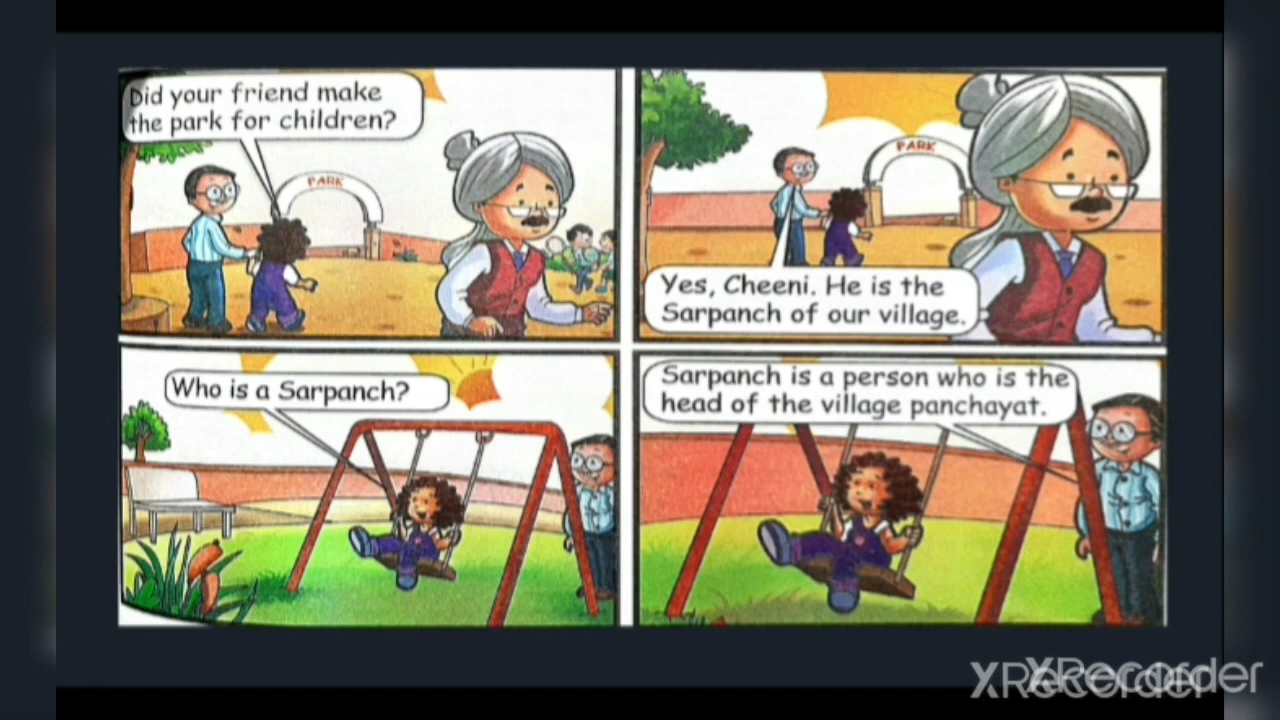 Did your friend make
the park for children?
PARK
Yes, Cheeni. He is the
Sarpanch of our village.
PARK
Who is a Sarpanch?
Sarpanch is a person who is the
head of the village panchayat.
XRecorder
XRecorder